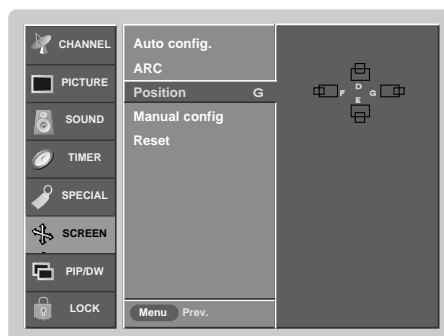 CHANNEL
PICTURE
SOUND
TIMER
SPECIAL
SCREEN
PIP/DW
LOCK
Auto config.
ARC
Position G
Manual config
Reset
Menu Prev.
D
F G
E